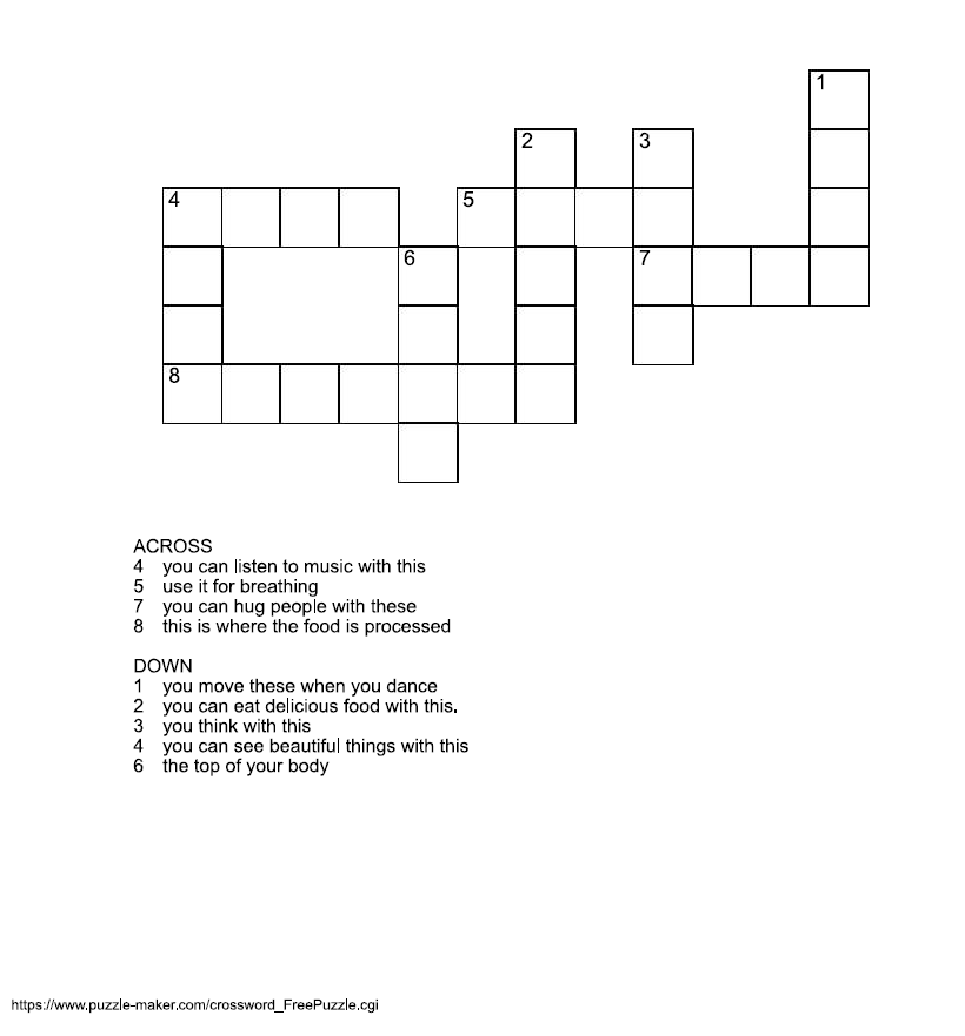 1
2 3
4 5
6 7
8
ACROSS
4 you can listen to music with this
5 use it for breathing
7 you can hug people with these
8 this is where the food is processed
DOWN
1 you move these when you dance
2 you can eat delicious food with this.
3 you think with this
4 you can see beautiful things with this
6 the top of your body
https://www.puzzle-maker.com/crossword_FreePuzzle.cgi